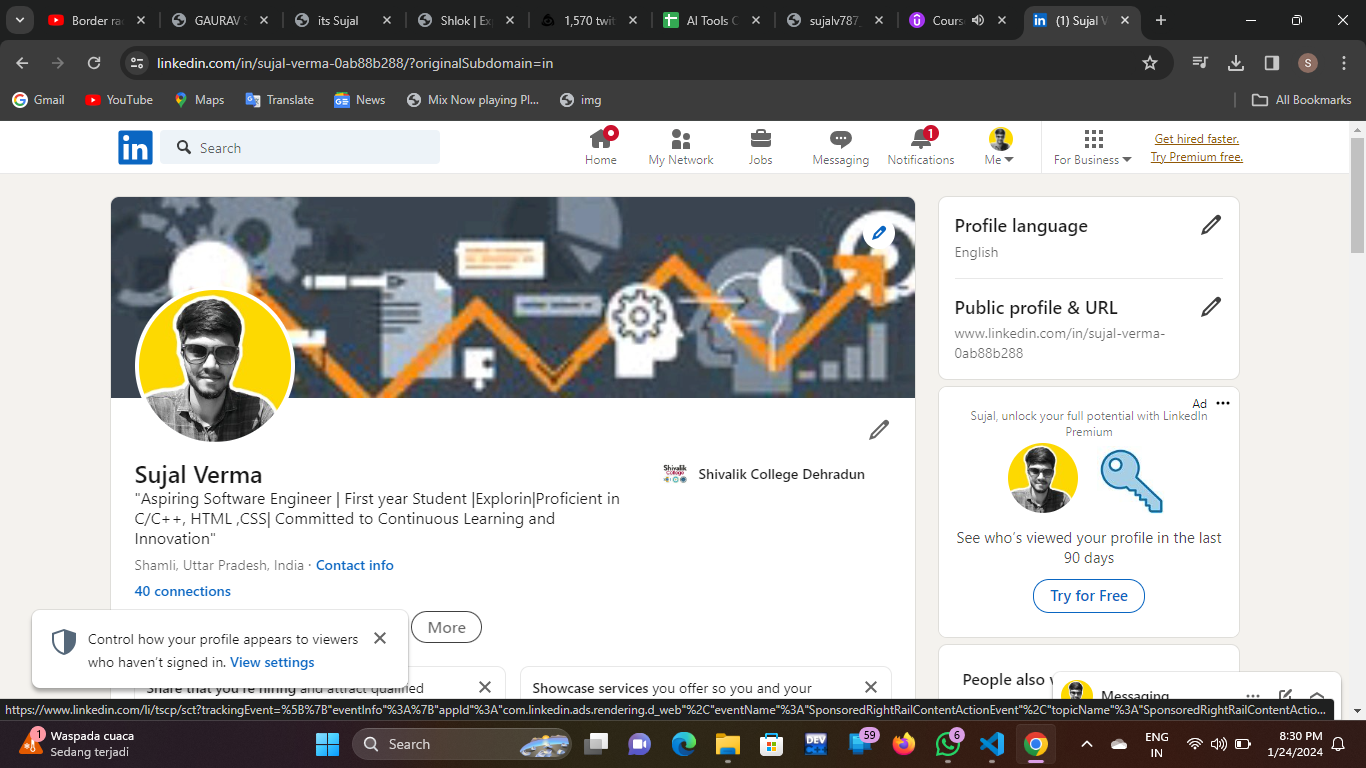 Border ra
GAURAV S
its Sujal
Shlok | Ex
1,570 twit
AI Tools C
sujalv787
Cours
(1) Sujal V
linkedin.com/in/sujal-verma-0ab88b288/?originalSubdomain=in
S
Gmail
YouTube
Maps
Translate
News
Mix Now playing Pl...
img
All Bookmarks
in
Search
Home
My Network
Jobs
Messaging
1
Notifications
Me
For Business
Get hired faster.
Try Premium free.
Profile language
English
Public profile & URL
www.linkedin.com/in/sujal-verma-
0ab88b288
Sujal Verma
Shivalik College
Shivalik College Dehradun
"Aspiring Software Engineer | First year Student |Explorin|Proficient in
C/C++, HTML ,CSS| Committed to Continuous Learning and
Innovation"
Shamli, Uttar Pradesh, India · Contact info
40 connections
More
Control how your profile appears to viewers
who haven't signed in. View settings
Share that you're hiring and attract qualified
Showcase services you offer so you and your
Ad
Sujal, unlock your full potential with LinkedIn
Premium
See who's viewed your profile in the last
90 days
Try for Free
People also
Messaging
https://www.linkedin.com/li/tscp/sct?trackingEvent=%5B%7B"eventInfo"%3A%7B"appId"%3A"com.linkedin.ads.rendering.d_web"%2C"eventName"%3A"SponsoredRightRailContentActionEvent"%2C"topicName"%3A"SponsoredRightRailContentActio...
1
Waspada cuaca
Sedang terjadi
Search
DEV
59
6
ENG
IN
8:30 PM
1/24/2024